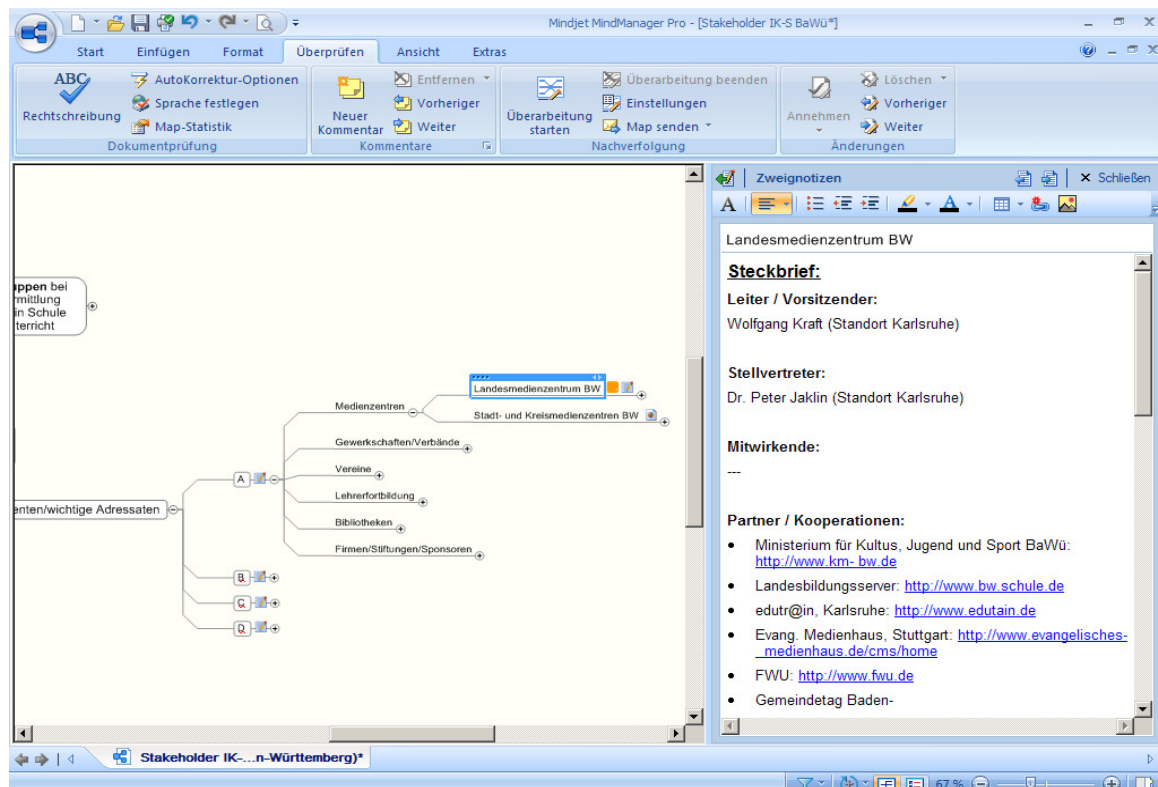 Mindjet MindManager Pro - [Stakeholder IK-S BaWü*]
Start Einfügen Format Überprüfen Ansicht Extras
ABC
Rechtschreibung
AutoKorrektur-Optionen
Sprache festlegen
Map-Statistik
Dokumentprüfung
Neuer
Kommentar
Entfernen
Vorheriger
Weiter
Kommentare
Überarbeitung
starten
Überarbeitung beenden
Einstellungen
Map senden
Nachverfolgung
Annehmen
Löschen
Vorheriger
Weiter
Änderungen
ippen bei
rmittlung
in Schule
terricht
Landesmedienzentrum BW
Medienzentren
Stadt- und Kreismedienzentren BW
Gewerkschaften/Verbände
Vereine
A
Lehrerfortbildung
enten/wichtige Adressaten
Bibliotheken
Firmen/Stiftungen/Sponsoren
B
C
D
Zweignotizen
Schließen
A A
Landesmedienzentrum BW
Steckbrief:
Leiter / Vorsitzender:
Wolfgang Kraft (Standort Karlsruhe)
Stellvertreter:
Dr. Peter Jaklin (Standort Karlsruhe)
Mitwirkende:
---
Partner / Kooperationen:
• Ministerium für Kultus, Jugend und Sport BaWü:
http://www.km- bw.de
• Landesbildungsserver: http://www.bw.schule.de
• edutr@in, Karlsruhe: http://www.edutain.de
• Evang. Medienhaus, Stuttgart: http://www.evangelisches-
_medienhaus.de/cms/home
• FWU: http://www.fwu.de
• Gemeindetag Baden-
Stakeholder IK-...n-Württemberg)*
67 %